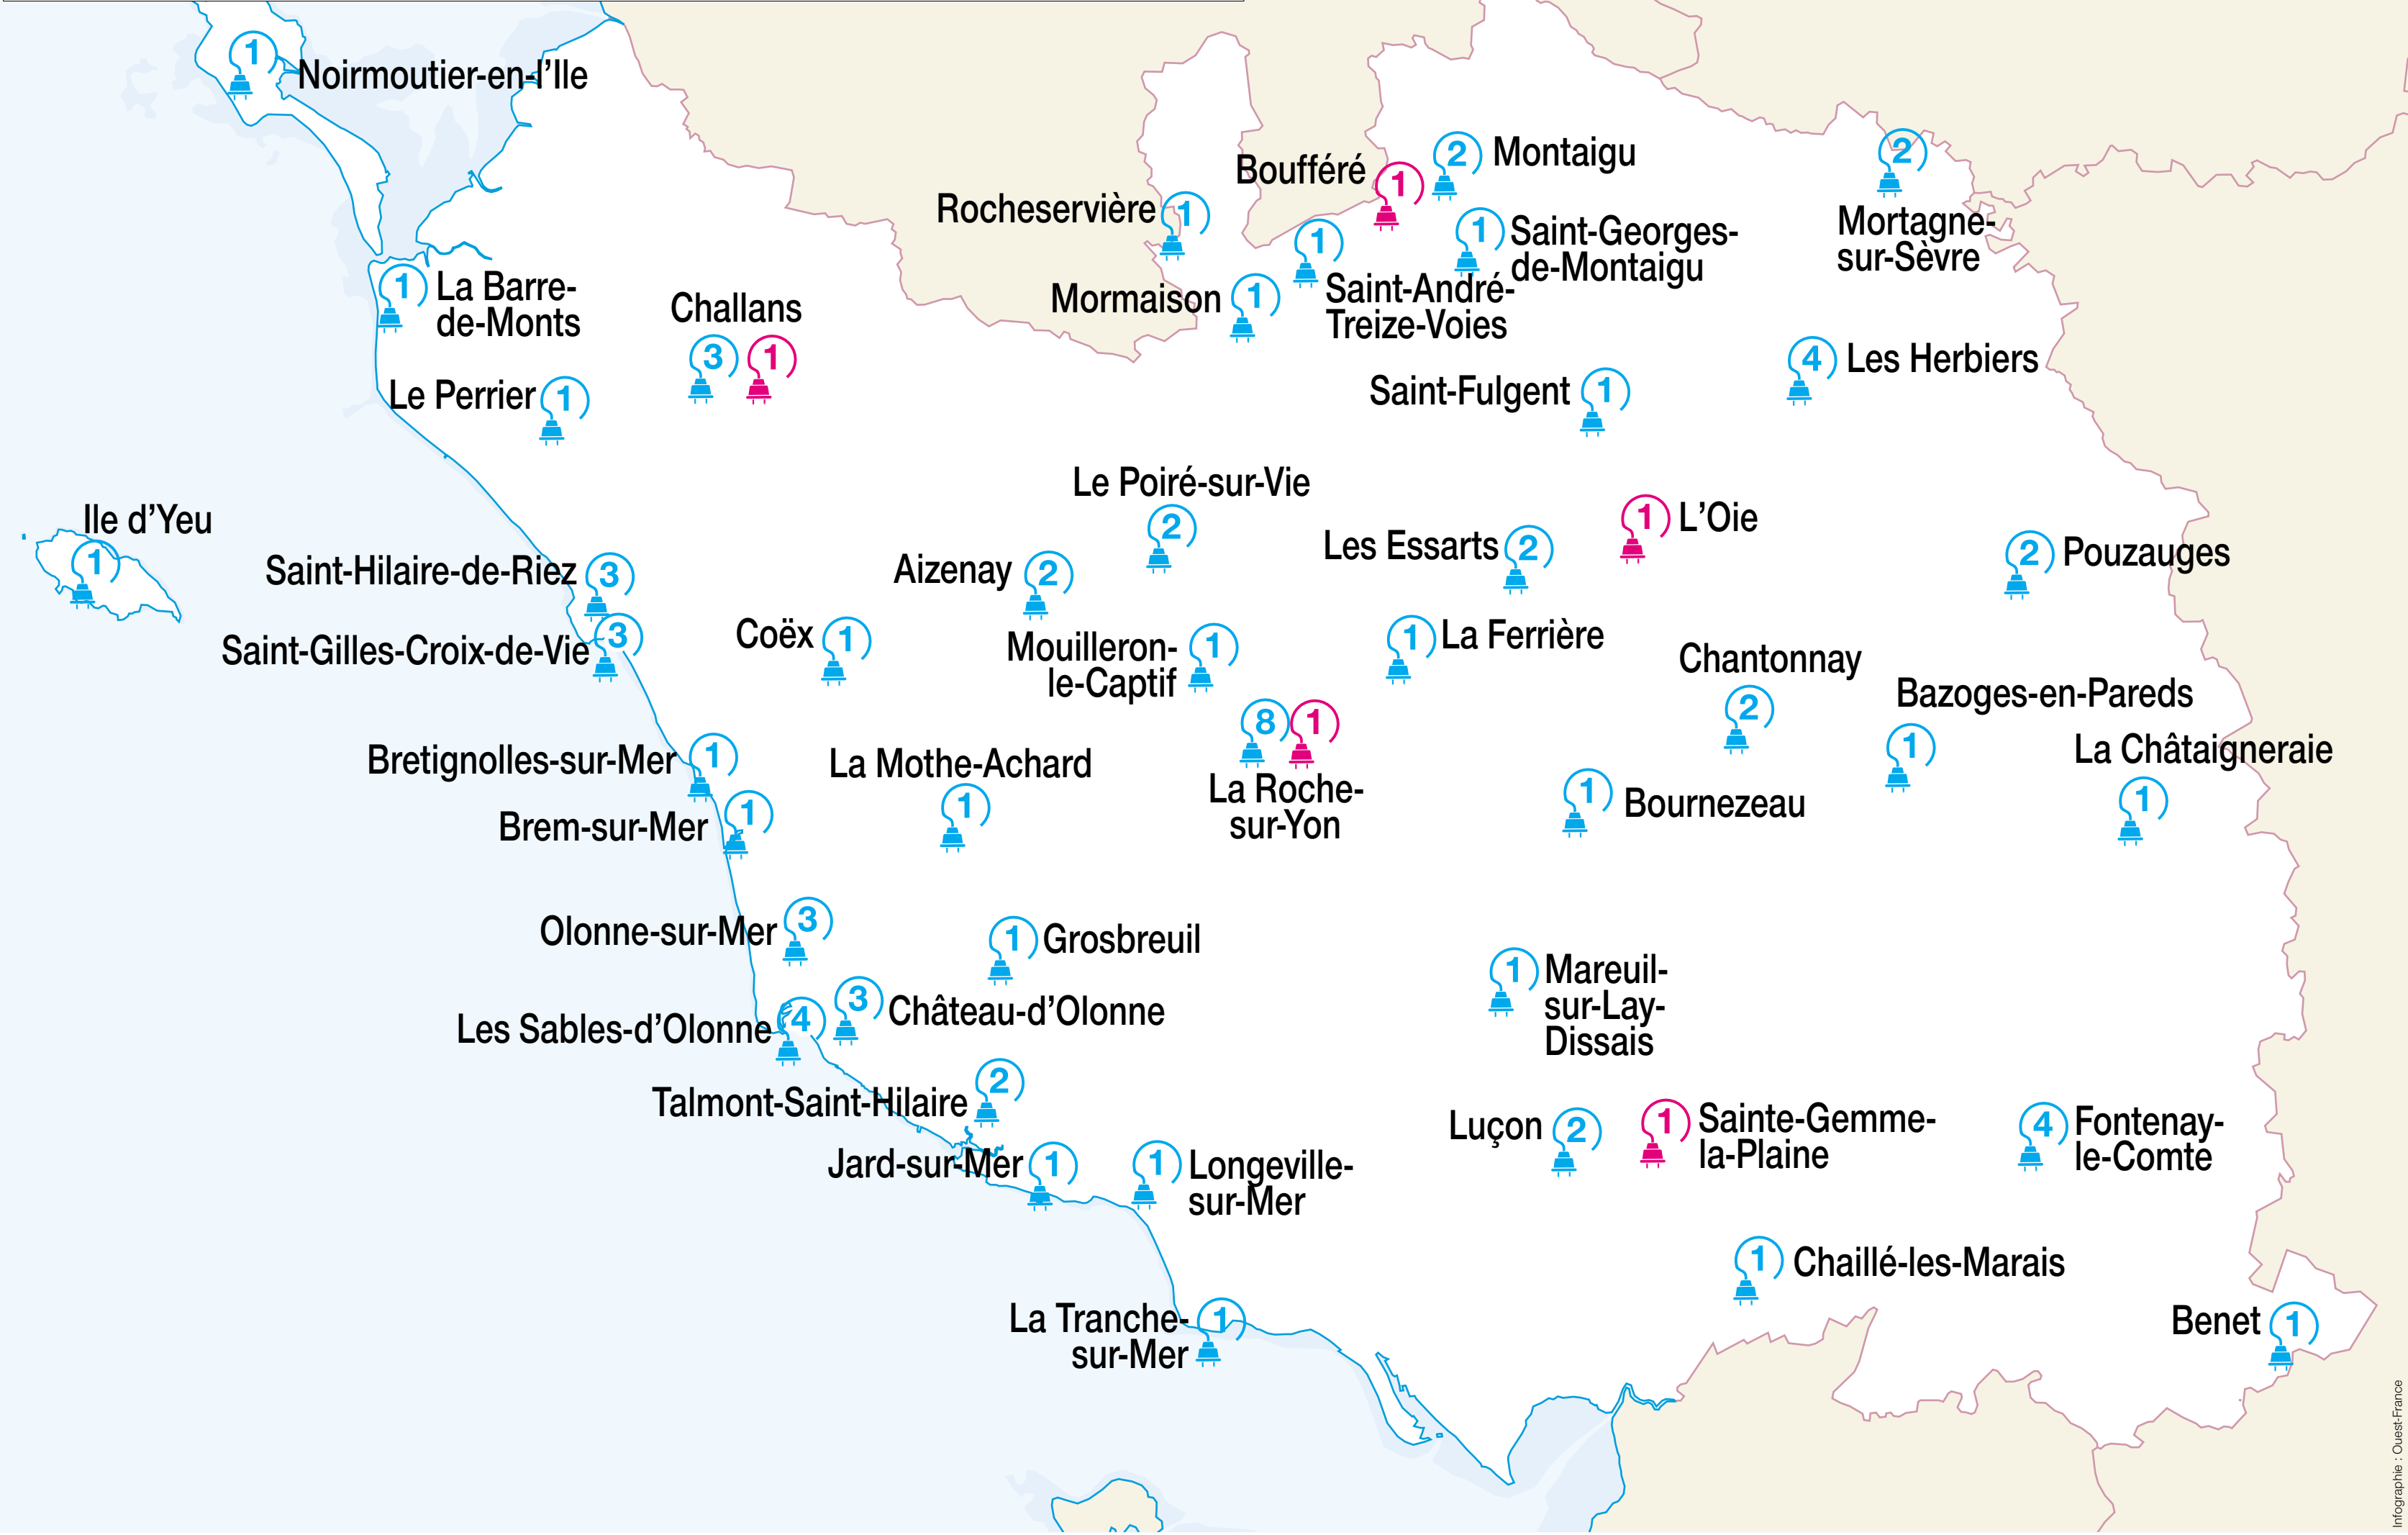 1
Noirmoutier-en-l’Ile
2
Montaigu
2
Mortagne-
sur-Sèvre
Boufféré
1
Rocheservière
1
1
Saint-Georges-
de-Montaigu
1
Saint-André-
Treize-Voies
Mormaison
1
1
La Barre-
de-Monts
Challans
3
1
Le Perrier
1
4
Les Herbiers
Saint-Fulgent
1
Le Poiré-sur-Vie
2
1
L’Oie
Ile d’Yeu
1
Les Essarts
2
2
Pouzauges
Saint-Hilaire-de-Riez
3
Aizenay
2
Saint-Gilles-Croix-de-Vie
3
Coëx
1
Mouilleron-
le-Captif
1
1
La Ferrière
Chantonnay
2
Bazoges-en-Pareds
1
La Châtaigneraie
1
8
1
La Roche-
sur-Yon
Bretignolles-sur-Mer
1
La Mothe-Achard
1
1
Bournezeau
Brem-sur-Mer
1
Olonne-sur-Mer
3
1
Grosbreuil
1
Mareuil-
sur-Lay-
Dissais
Les Sables-d’Olonne
4
3
Château-d’Olonne
Talmont-Saint-Hilaire
2
Luçon
2
1
Sainte-Gemme-
la-Plaine
4
Fontenay-
le-Comte
Jard-sur-Mer
1
1
Longeville-
sur-Mer
1
Chaillé-les-Marais
La Tranche-
sur-Mer
1
Benet
1
Infographie : Ouest-France